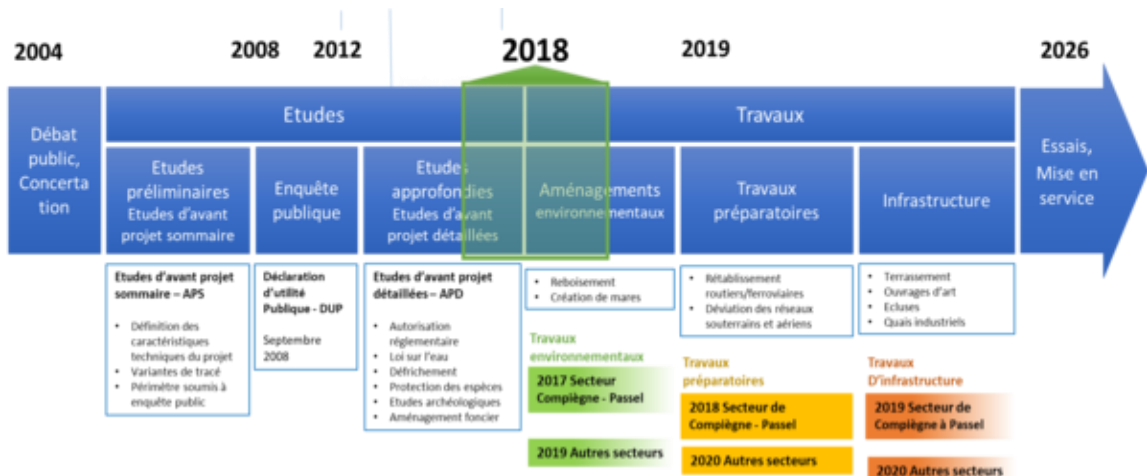 2004
2008
2012
2018
2019
2026
Débat
public,
Concerta
tion
Etudes
Travaux
Essais,
Mise en
service
Etudes
préliminaires
Etudes d'avant
projet sommaire
Enquête
publique
Etudes
approfondies
Etudes d'avant
projet détaillées
Aménagements
environnementaux
Travaux
préparatoires
Infrastructure
Etudes d'avant projet
sommaire – APS
• Définition des
caractéristiques
techniques du projet
• Variantes de tracé
• Périmètre soumis à
enquête public
Déclaration
d'utilité
Publique - DUP
Septembre
2008
Etudes d'avant projet
détaillées – APD
• Autorisation
réglementaire
• Loi sur l'eau
• Défrichement
• Protection des espèces
• Etudes archéologiques
• Aménagement foncier
• Reboisement
• Création de mares
• Rétablissement
routiers/ferroviaires
• Déviation des réseaux
souterrains et aériens
• Terrassement
• Ouvrages d'art
• Ecluses
• Quais industriels
Travaux
environnementaux
2017 Secteur
Compiègne - Passel
2019 Autres secteurs
Travaux
préparatoires
2018 Secteur de
Compiègne - Passel
2020 Autres secteurs
Travaux
D'infrastructure
2019 Secteur de
Compiègne à Passel
2020 Autres secteurs